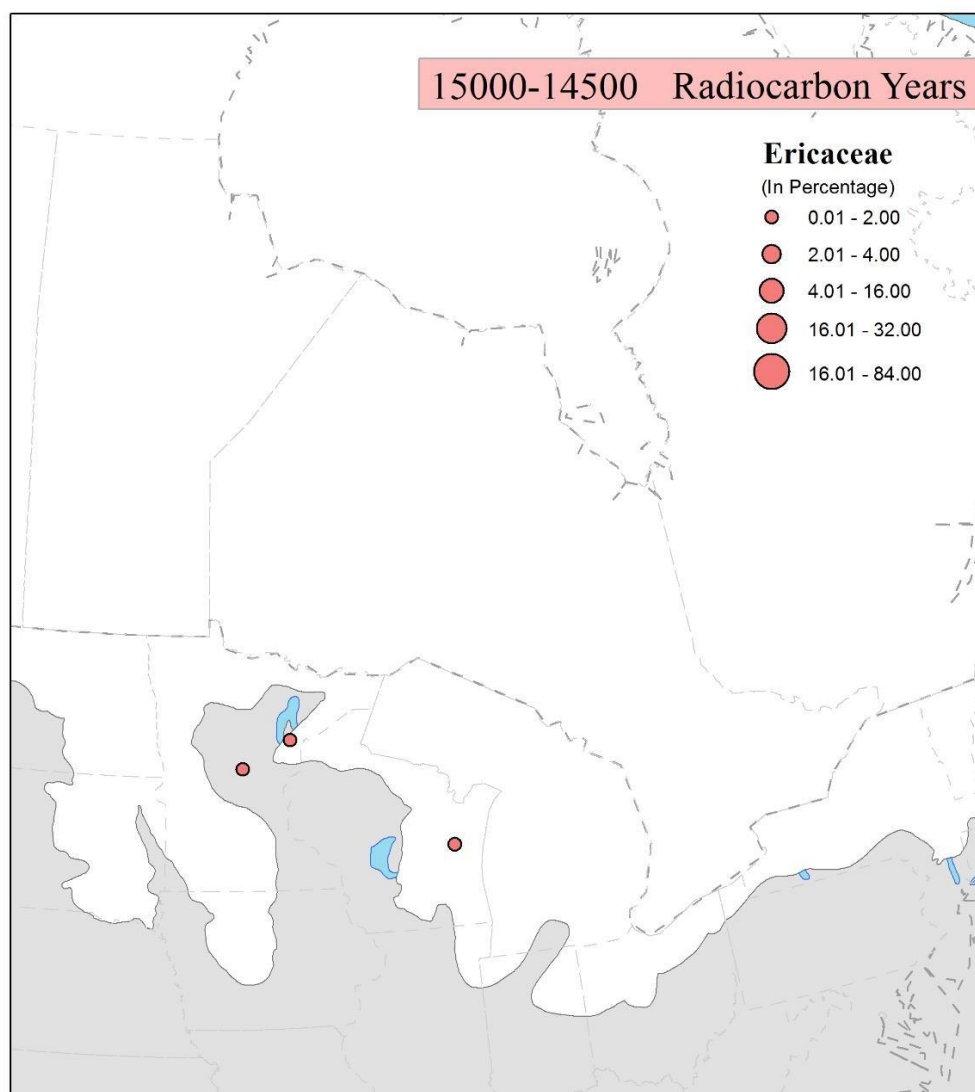 15000-14500 Radiocarbon Years
Ericaceae
(In Percentage)
0.01 - 2.00
2.01 - 4.00
4.01 - 16.00
16.01 - 32.00
16.01 - 84.00